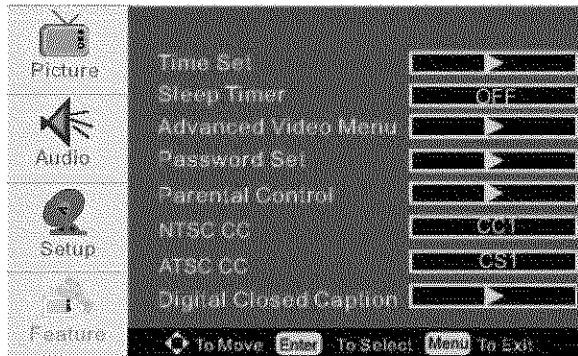 Picture
Audio
Setup
Feature
Time Set
Sleep Timer OFF
Advanced Video Menu
Password Set
Parental Control
NTSC CC CC1
ATSC CC CS1
Digital Closed Caption
To Move Enter To Select Menu To Exit